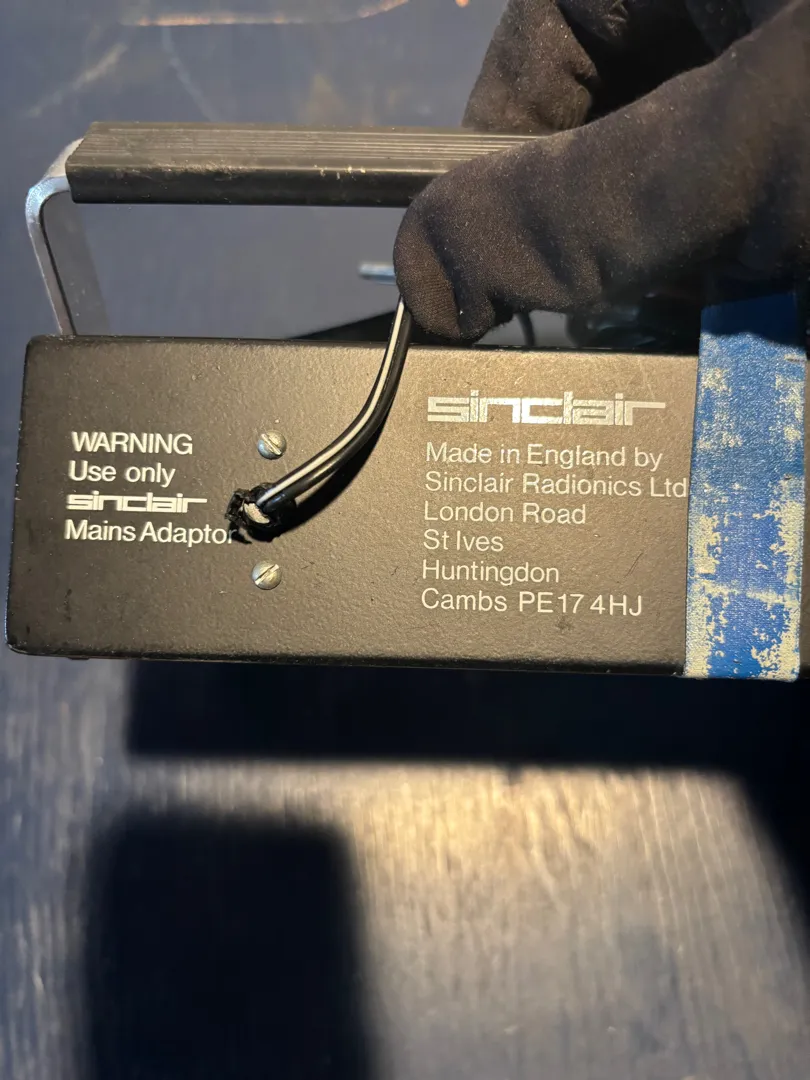 WARNING
Use only
sinclair
Mains Adaptor
sinclair
Made in England by
Sinclair Radionics Ltd
London Road
St Ives
Huntingdon
Cambs PE17 4HJ